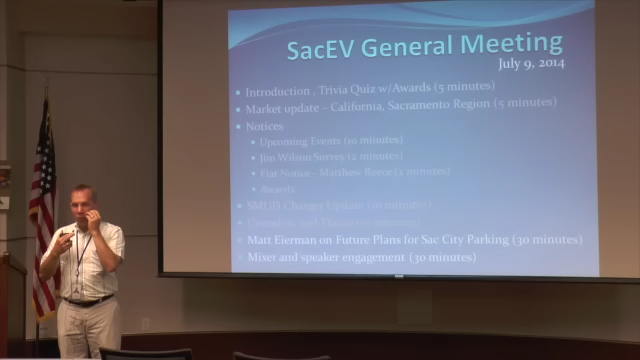 SacEV General Meeting
July 9, 2014
Introduction , Trivia Quiz w/Awards (5 minutes)
Market update – California, Sacramento Region (5 minutes)
Notices
Upcoming Events (10 minutes)
Jim Wilson Survey (2 minutes)
Fiat Notice – Matthew Reece (2 minutes)
Awards
SMUD Charger Update (10 minutes)
Matt Eierman on Future Plans for Sac City Parking (30 minutes)
Mixer and speaker engagement (30 minutes)